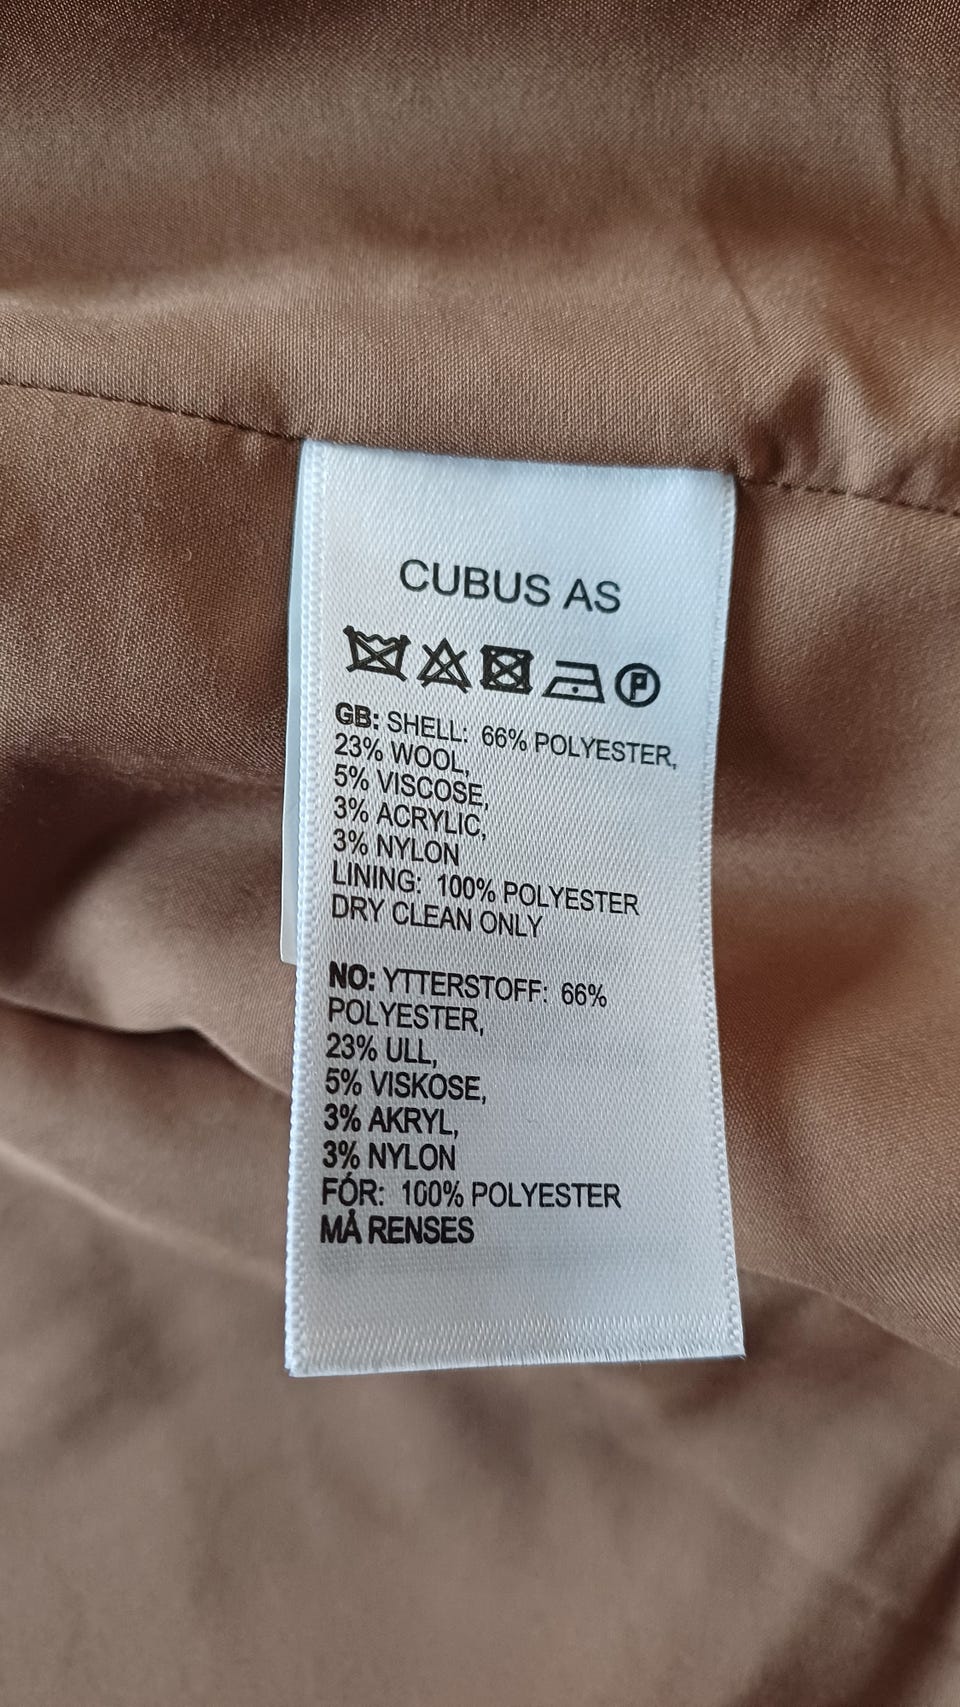 CUBUS AS
P
GB: SHELL: 66% POLYESTER,
23% WOOL,
5% VISCOSE,
3% ACRYLIC,
3% NYLON
LINING: 100% POLYESTER
DRY CLEAN ONLY
NO: YTTERSTOFF: 66%
POLYESTER,
23% ULL,
5% VISKOSE,
3% AKRYL,
3% NYLON
FÓR: 100% POLYESTER
MÅ RENSES